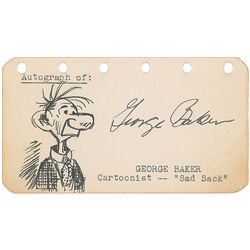 Autograph of:
George Baker
GEORGE BAKER
Cartoonist -- "Sad Sack"